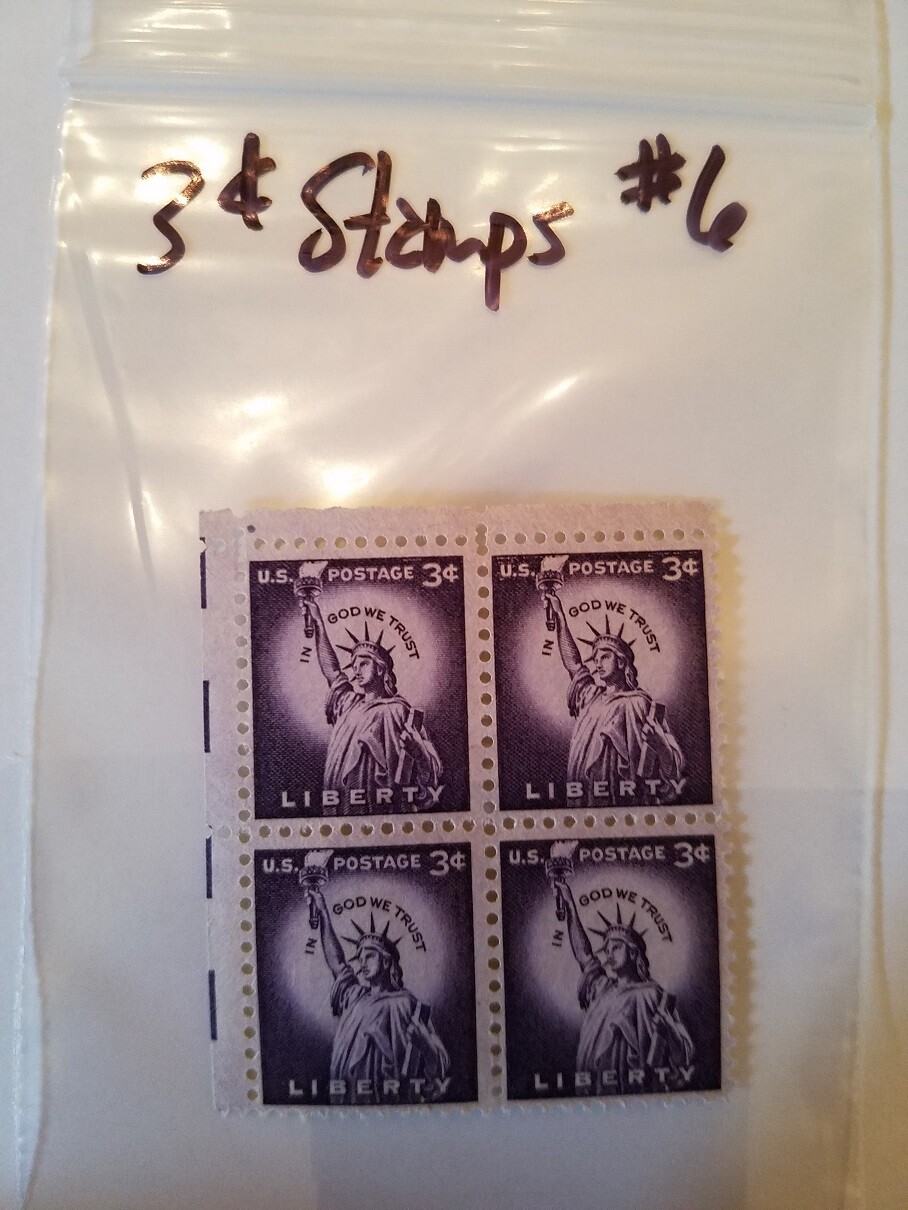 3¢ Stamps #6
U.S. POSTAGE 3¢
IN GOD WE TRUST
LIBERTY
U.S. POSTAGE 3¢
IN GOD WE TRUST
LIBERTY
U.S. POSTAGE 3¢
IN GOD WE TRUST
LIBERTY
U.S. POSTAGE 3¢
IN GOD WE TRUST
LIBERTY